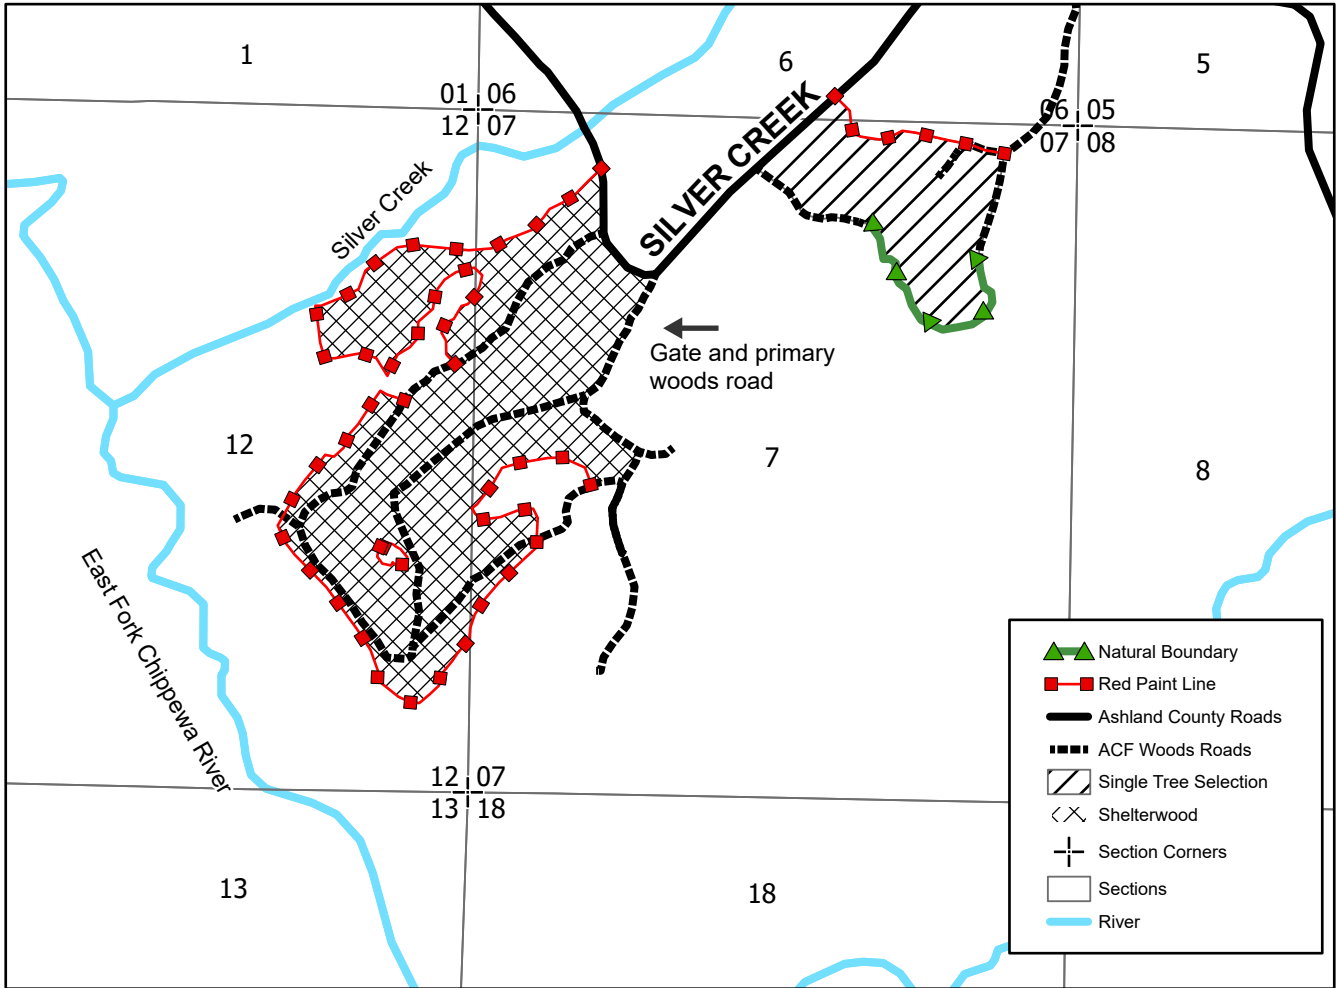 1
6
5
01 06
12 07
06 05
07 08
SILVER CREEK
Silver Creek
Gate and primary
woods road
12
7
8
East Fork Chippewa River
12 07
13 18
13
18
Natural Boundary
Red Paint Line
Ashland County Roads
ACF Woods Roads
Single Tree Selection
Shelterwood
Section Corners
Sections
River